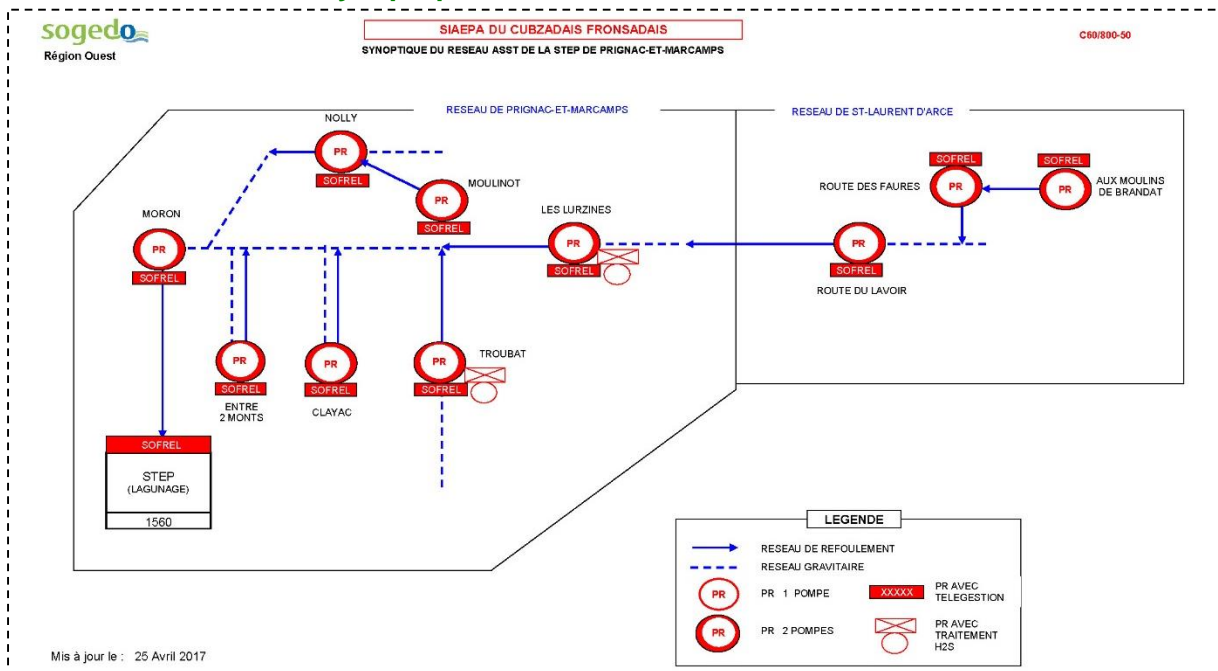 sogedo
Région Ouest
SIAEPA DU CUBZADAIS FRONSADAIS
SYNOPTIQUE DU RESEAU ASST DE LA STEP DE PRIGNAC-ET-MARCAMPS
C60/800-50
RESEAU DE PRIGNAC-ET-MARCAMPS
RESEAU DE ST-LAURENT D'ARCE
NOLLY
PR
SOFREL
MOULINOT
PR
SOFREL
SOFREL
ROUTE DES FAURES
PR
SOFREL
PR
AUX MOULINS
DE BRANDAT
MORON
PR
SOFREL
LES LURZINES
PR
SOFREL
PR
SOFREL
ROUTE DU LAVOIR
PR
SOFREL
ENTRE
2 MONTS
PR
SOFREL
CLAYAC
PR
SOFREL
TROUBAT
SOFREL
STEP
(LAGUNAGE)
1560
LEGENDE
RESEAU DE REFOULEMENT
RESEAU GRAVITAIRE
PR
PR 1 POMPE
XXXXX
PR AVEC
TELEGESTION
PR
PR 2 POMPES
PR AVEC
TRAITEMENT
H2S
Mis à jour le : 25 Avril 2017